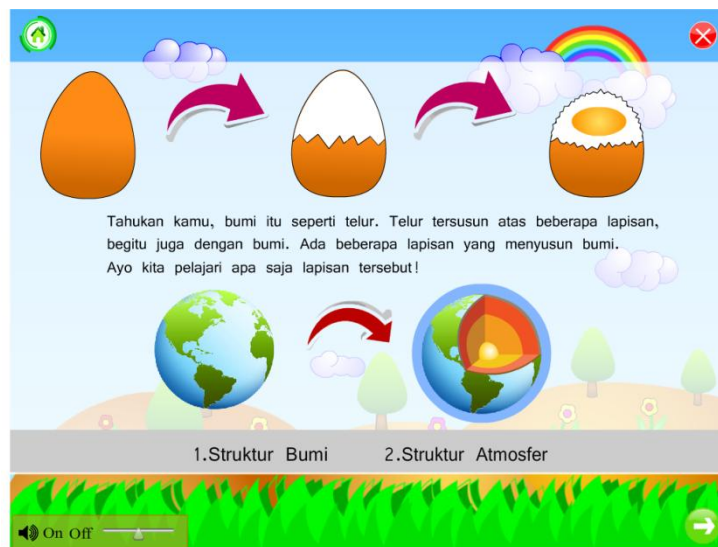 Tahukan kamu, bumi itu seperti telur. Telur tersusun atas beberapa lapisan,
begitu juga dengan bumi. Ada beberapa lapisan yang menyusun bumi.
Ayo kita pelajari apa saja lapisan tersebut!
1.Struktur Bumi 2.Struktur Atmosfer
On Off